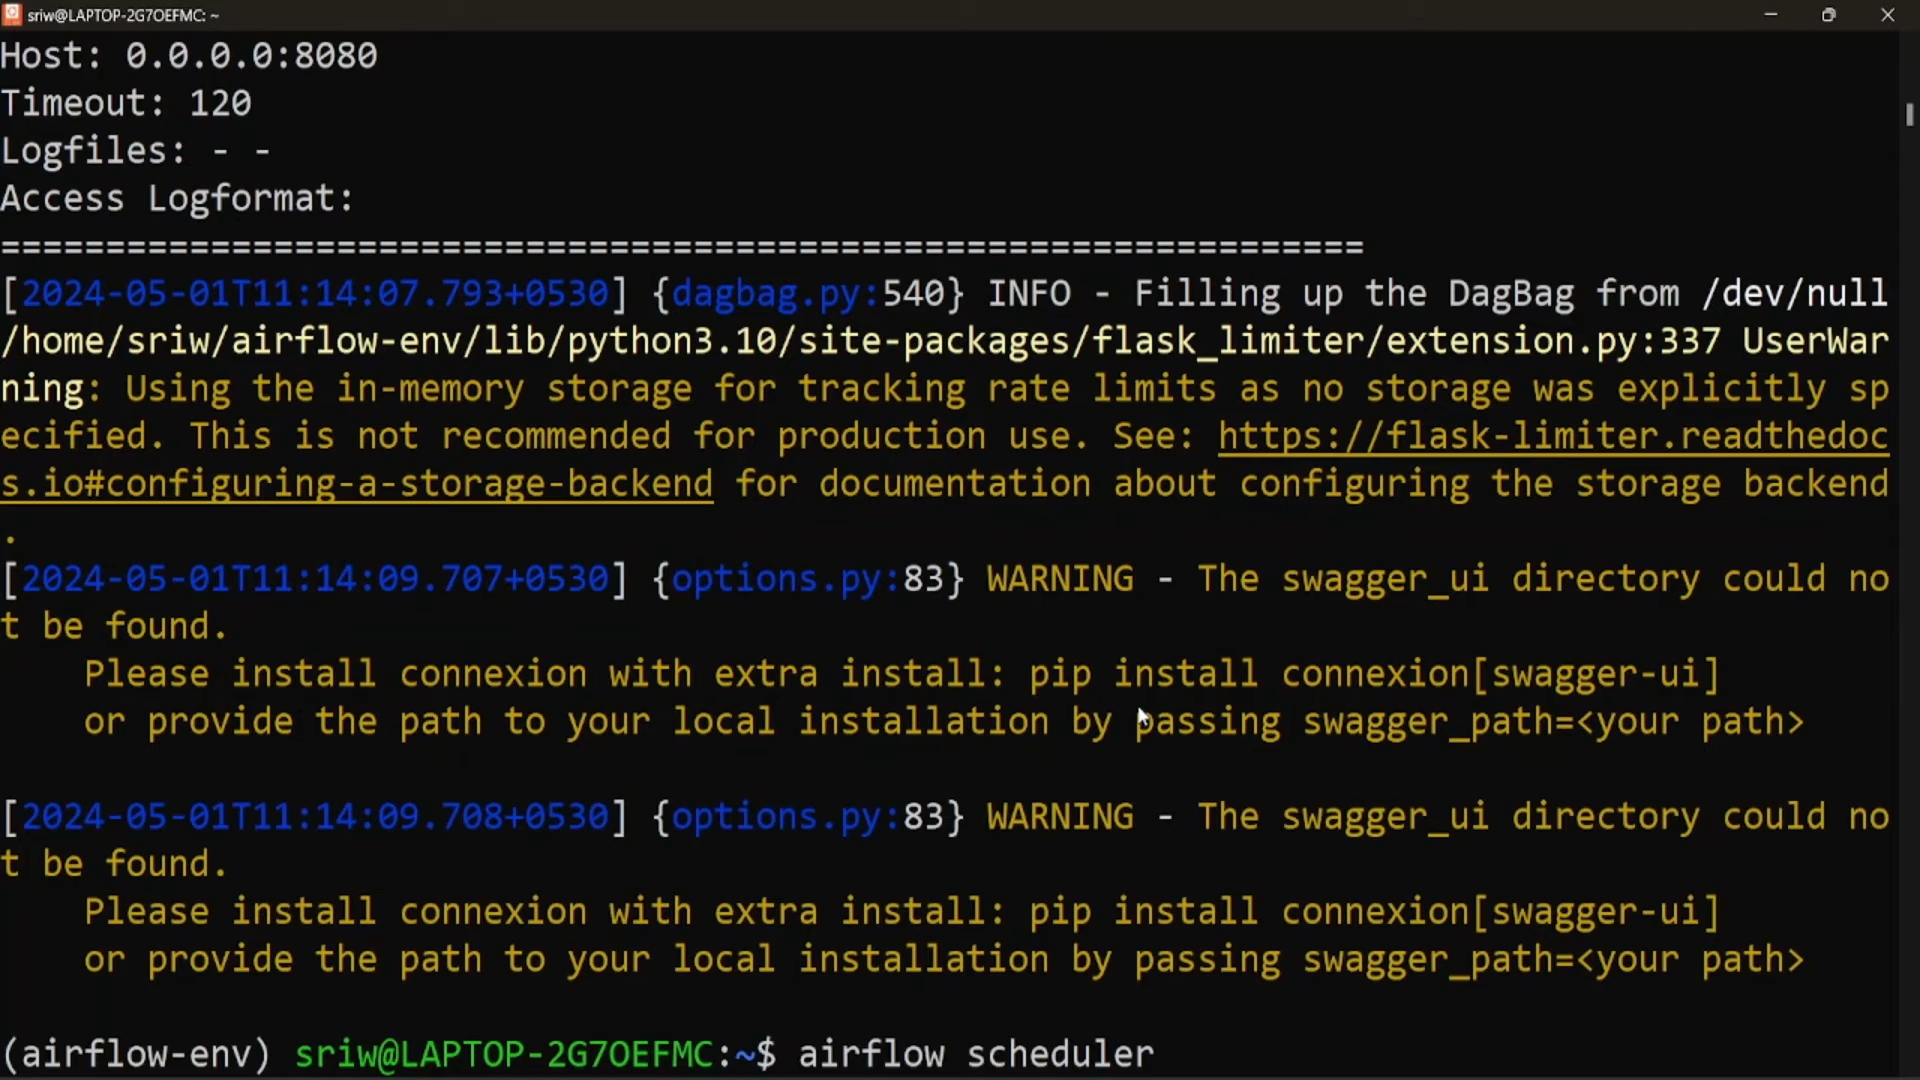 sriw@LAPTOP-2G7OEFMC: ~
Host: 0.0.0.0:8080
Timeout: 120
Logfiles: - -
Access Logformat:
=================================================================
[2024-05-01T11:14:07.793+0530] {dagbag.py:540} INFO - Filling up the DagBag from /dev/null
/home/sriw/airflow-env/lib/python3.10/site-packages/flask_limiter/extension.py:337 UserWar
ning: Using the in-memory storage for tracking rate limits as no storage was explicitly sp
ecified. This is not recommended for production use. See: https://flask-limiter.readthedoc
s.io#configuring-a-storage-backend for documentation about configuring the storage backend
.
[2024-05-01T11:14:09.707+0530] {options.py:83} WARNING - The swagger_ui directory could no
t be found.
    Please install connexion with extra install: pip install connexion[swagger-ui]
    or provide the path to your local installation by passing swagger_path=<your path>
[2024-05-01T11:14:09.708+0530] {options.py:83} WARNING - The swagger_ui directory could no
t be found.
    Please install connexion with extra install: pip install connexion[swagger-ui]
    or provide the path to your local installation by passing swagger_path=<your path>
(airflow-env) sriw@LAPTOP-2G7OEFMC:~$ airflow scheduler